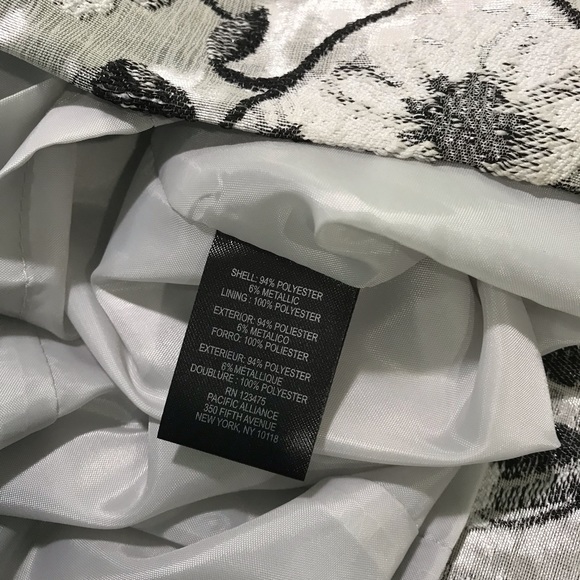 SHELL: 94% POLYESTER
6% METALLIC
LINING : 100% POLYESTER
EXTERIOR: 94% POLIESTER
6% METALICO
FORRO: 100% POLIESTER
EXTERIEUR: 94% POLYESTER
6% METALLIQUE
DOUBLURE : 100% POLYESTER
RN 123475
PACIFIC ALLIANCE
350 FIFTH AVENUE
NEW YORK, NY 10118